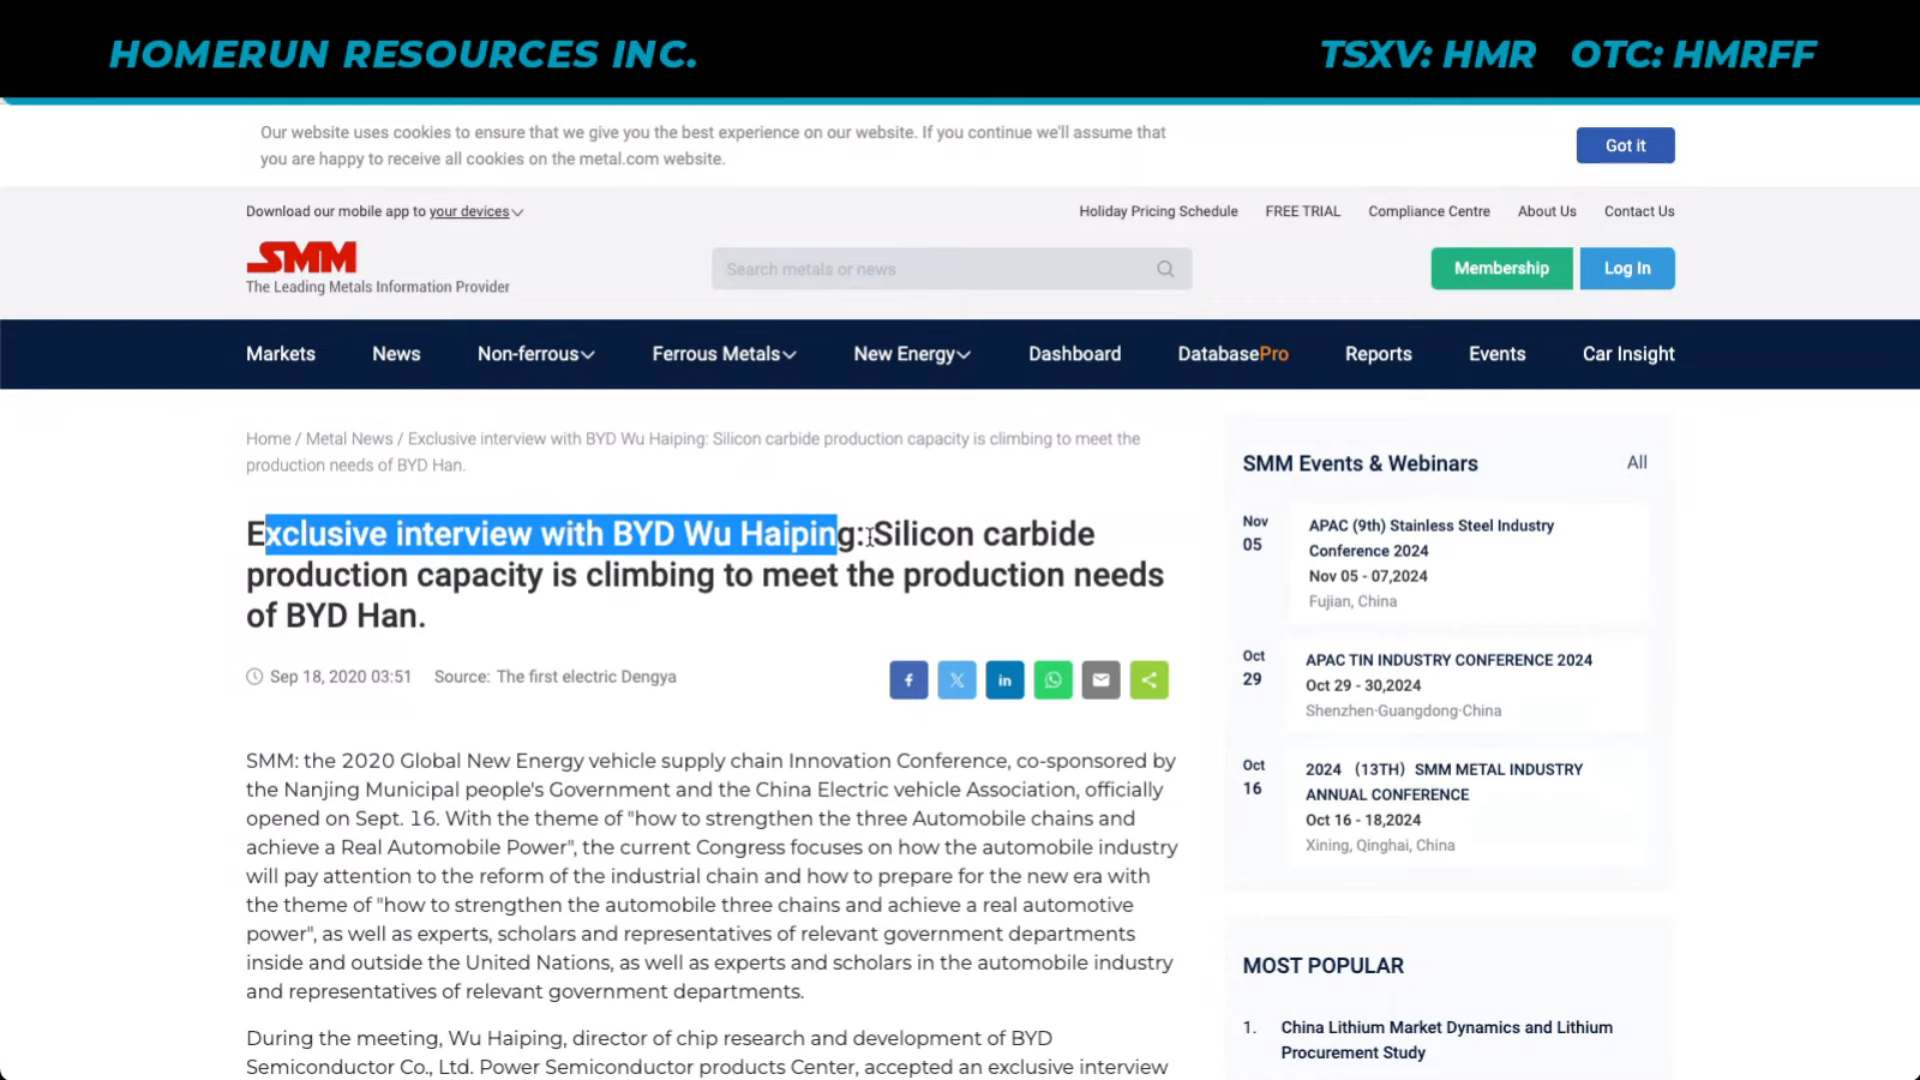 HOMERUN RESOURCES INC.
TSXV: HMR OTC: HMRFF
Our website uses cookies to ensure that we give you the best experience on our website. If you continue we'll assume that
you are happy to receive all cookies on the metal.com website.
Got it
Download our mobile app to your devices
Holiday Pricing Schedule FREE TRIAL Compliance Centre About Us Contact Us
SMM
The Leading Metals Information Provider
Search metals or news
Membership Log In
Markets News Non-ferrous Ferrous Metals New Energy Dashboard DatabasePro Reports Events Car Insight
Home / Metal News / Exclusive interview with BYD Wu Haiping: Silicon carbide production capacity is climbing to meet the
production needs of BYD Han.
Exclusive interview with BYD Wu Haiping: Silicon carbide
production capacity is climbing to meet the production needs
of BYD Han.
Sep 18, 2020 03:51 Source: The first electric Dengya
SMM: the 2020 Global New Energy vehicle supply chain Innovation Conference, co-sponsored by
the Nanjing Municipal people's Government and the China Electric vehicle Association, officially
opened on Sept. 16. With the theme of "how to strengthen the three Automobile chains and
achieve a Real Automobile Power", the current Congress focuses on how the automobile industry
will pay attention to the reform of the industrial chain and how to prepare for the new era with
the theme of "how to strengthen the automobile three chains and achieve a real automotive
power", as well as experts, scholars and representatives of relevant government departments
inside and outside the United Nations, as well as experts and scholars in the automobile industry
and representatives of relevant government departments.
During the meeting, Wu Haiping, director of chip research and development of BYD
Semiconductor Co., Ltd. Power Semiconductor products Center, accepted an exclusive interview
SMM Events & Webinars All
Nov
05
APAC (9th) Stainless Steel Industry
Conference 2024
Nov 05 - 07,2024
Fujian, China
Oct
29
APAC TIN INDUSTRY CONFERENCE 2024
Oct 29 - 30,2024
Shenzhen·Guangdong·China
Oct
16
2024 （13TH）SMM METAL INDUSTRY
ANNUAL CONFERENCE
Oct 16 - 18,2024
Xining, Qinghai, China
MOST POPULAR
1. China Lithium Market Dynamics and Lithium
Procurement Study